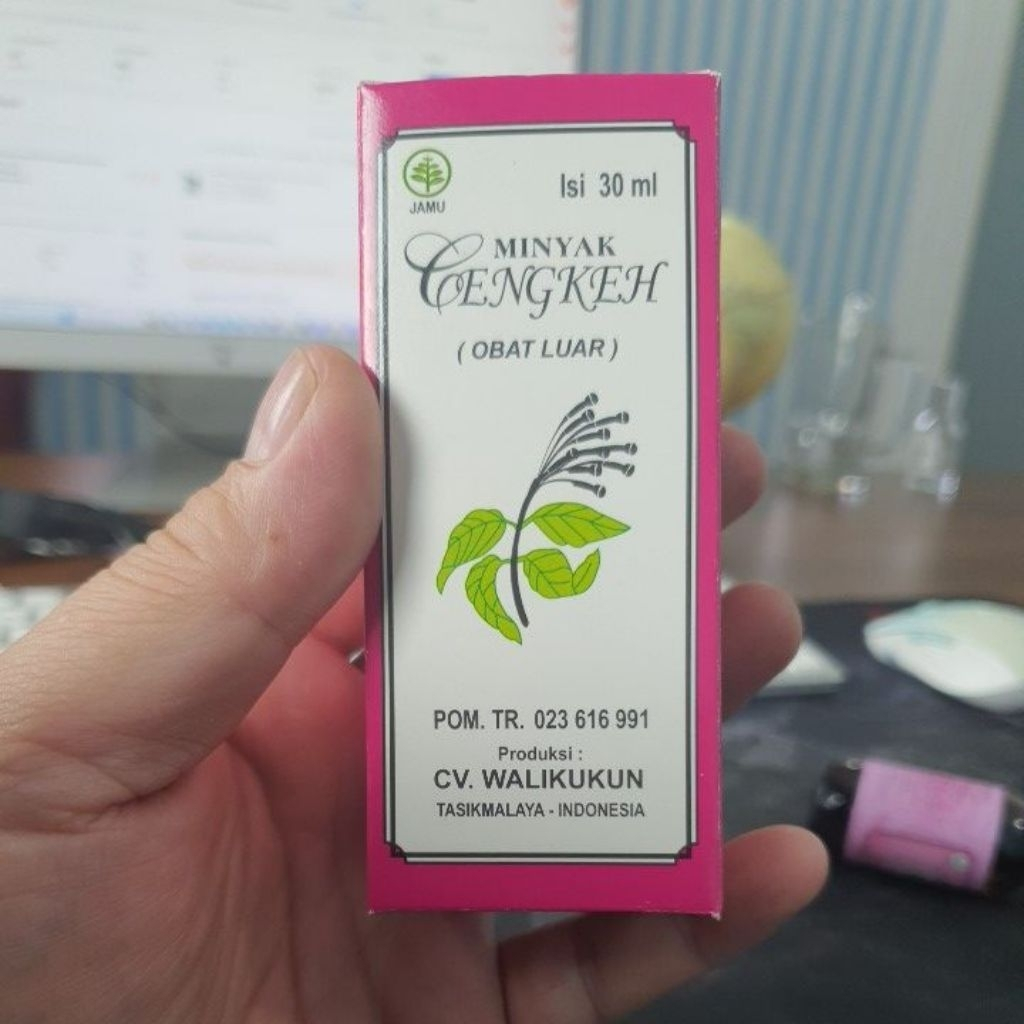 JAMU
Isi 30 ml
MINYAK
CENGKEH
( OBAT LUAR )
POM. TR. 023 616 991
Produksi :
CV. WALIKUKUN
TASIKMALAYA - INDONESIA